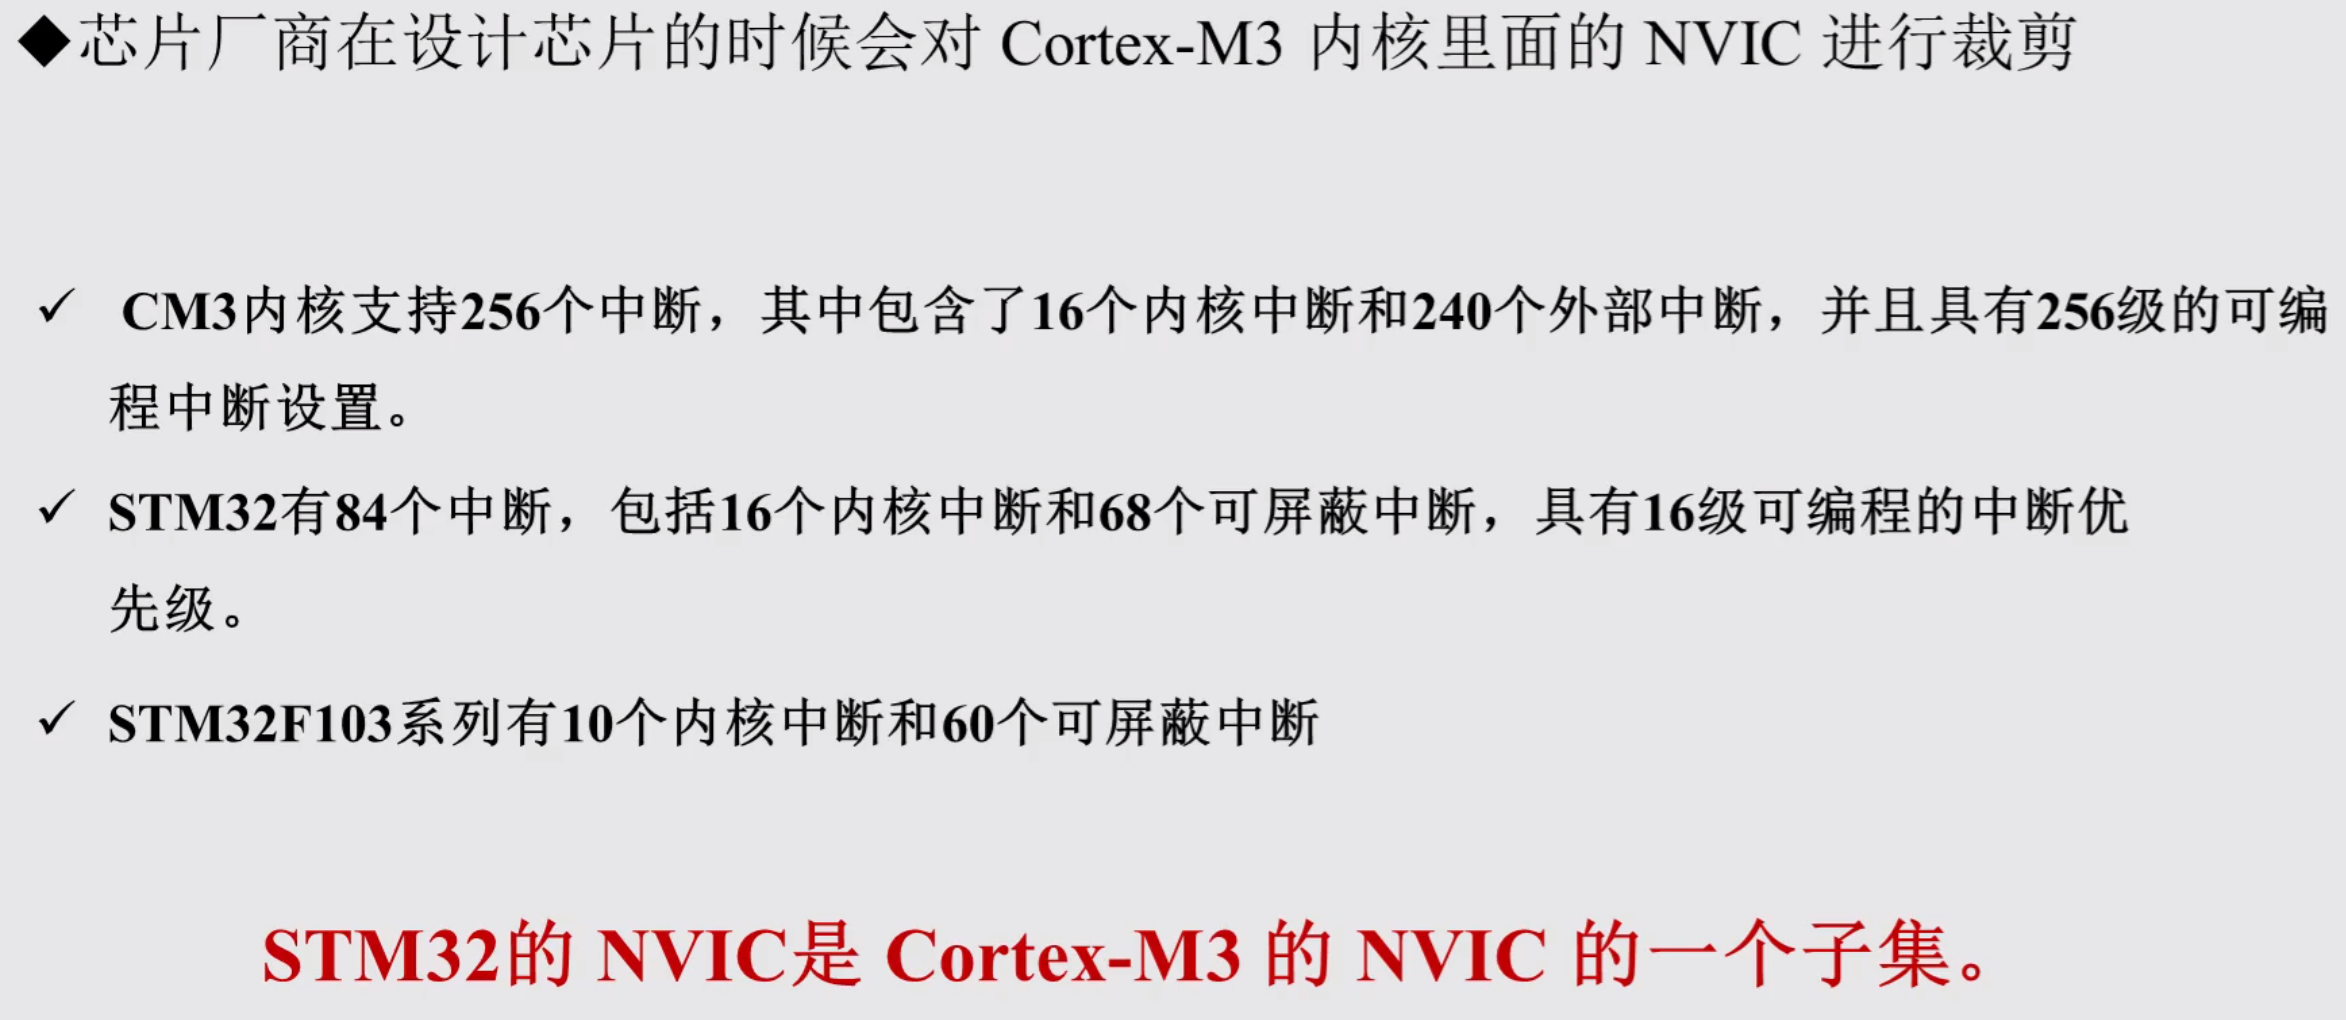 ◆芯片厂商在设计芯片的时候会对 Cortex-M3 内核里面的 NVIC 进行裁剪
✓ CM3内核支持256个中断，其中包含了16个内核中断和240个外部中断，并且具有256级的可编
程中断设置。
✓ STM32有84个中断，包括16个内核中断和68个可屏蔽中断，具有16级可编程的中断优
先级。
✓ STM32F103系列有10个内核中断和60个可屏蔽中断
STM32的 NVIC是 Cortex-M3 的 NVIC 的一个子集。